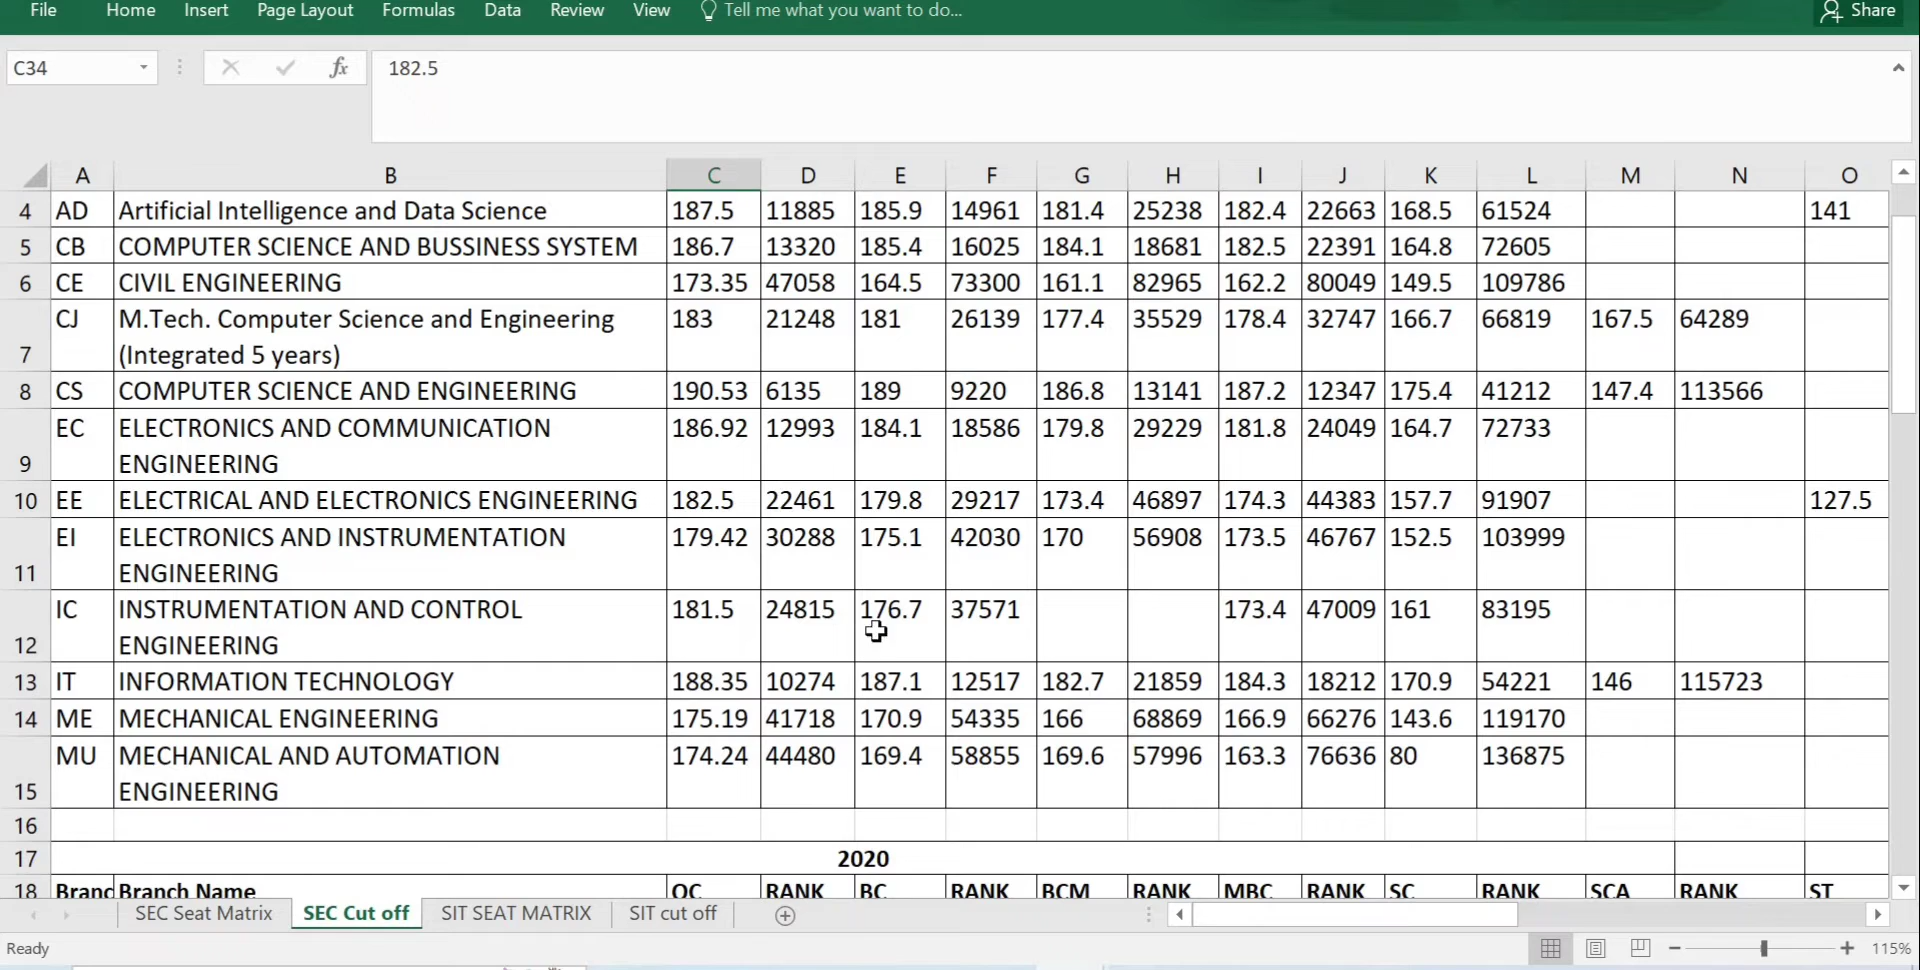 File Home Insert Page Layout Formulas Data Review View Tell me what you want to do... Share
C34 fx 182.5
A B C D E F G H I J K L M N O
4 AD Artificial Intelligence and Data Science 187.5 11885 185.9 14961 181.4 25238 182.4 22663 168.5 61524 141
5 CB COMPUTER SCIENCE AND BUSSINESS SYSTEM 186.7 13320 185.4 16025 184.1 18681 182.5 22391 164.8 72605
6 CE CIVIL ENGINEERING 173.35 47058 164.5 73300 161.1 82965 162.2 80049 149.5 109786
CJ M.Tech. Computer Science and Engineering 183 21248 181 26139 177.4 35529 178.4 32747 166.7 66819 167.5 64289
7 (Integrated 5 years)
8 CS COMPUTER SCIENCE AND ENGINEERING 190.53 6135 189 9220 186.8 13141 187.2 12347 175.4 41212 147.4 113566
EC ELECTRONICS AND COMMUNICATION 186.92 12993 184.1 18586 179.8 29229 181.8 24049 164.7 72733
9 ENGINEERING
10 EE ELECTRICAL AND ELECTRONICS ENGINEERING 182.5 22461 179.8 29217 173.4 46897 174.3 44383 157.7 91907 127.5
EI ELECTRONICS AND INSTRUMENTATION 179.42 30288 175.1 42030 170 56908 173.5 46767 152.5 103999
11 ENGINEERING
IC INSTRUMENTATION AND CONTROL 181.5 24815 176.7 37571 173.4 47009 161 83195
12 ENGINEERING
13 IT INFORMATION TECHNOLOGY 188.35 10274 187.1 12517 182.7 21859 184.3 18212 170.9 54221 146 115723
14 ME MECHANICAL ENGINEERING 175.19 41718 170.9 54335 166 68869 166.9 66276 143.6 119170
MU MECHANICAL AND AUTOMATION 174.24 44480 169.4 58855 169.6 57996 163.3 76636 80 136875
15 ENGINEERING
16
17 2020
18 Branc Branch Name OC RANK BC RANK BCM RANK MBC RANK SC RANK SCA RANK ST
SEC Seat Matrix SEC Cut off SIT SEAT MATRIX SIT cut off
Ready 115%